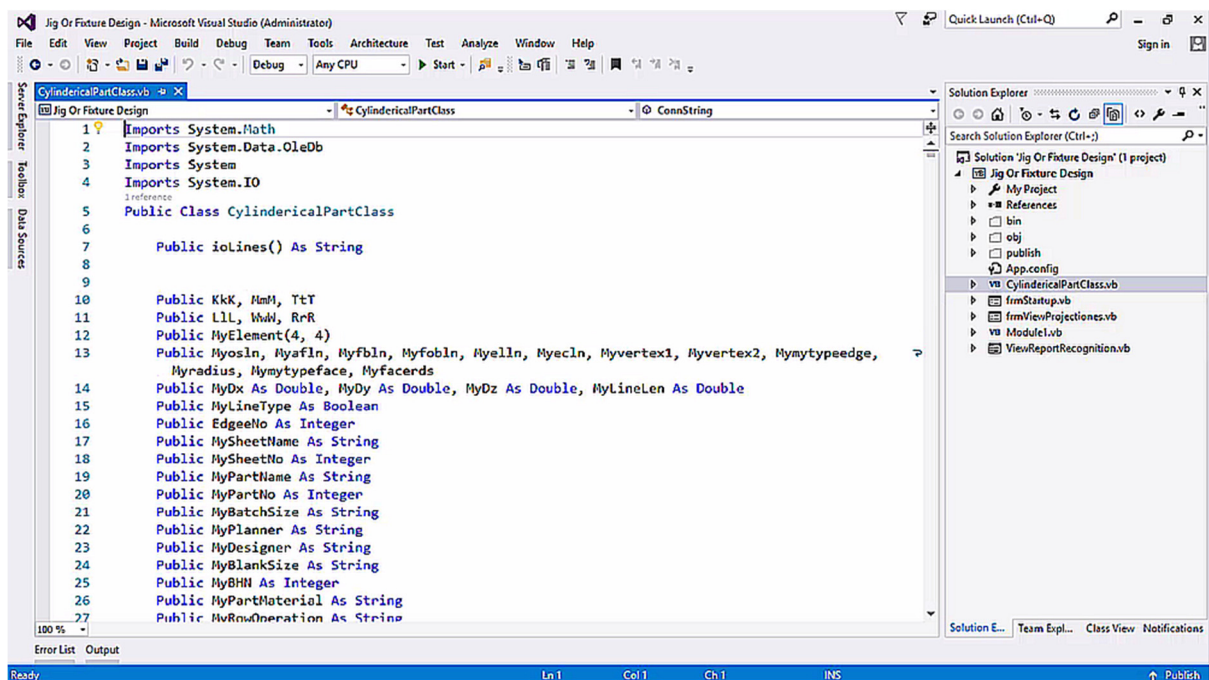 Jig Or Fixture Design - Microsoft Visual Studio (Administrator)
Quick Launch (Ctrl+Q)
File Edit View Project Build Debug Team Tools Architecture Test Analyze Window Help
Sign in
Debug Any CPU Start
Server Explorer
Toolbox
Data Sources
CylindericalPartClass.vb
Jig Or Fixture Design CylindericalPartClass ConnString
1 Imports System.Math
2 Imports System.Data.OleDb
3 Imports System
4 Imports System.IO
1 reference
5 Public Class CylindericalPartClass
6
7 Public ioLines() As String
8
9
10 Public KkK, MmM, TtT
11 Public LlL, WwW, RrR
12 Public MyElement(4, 4)
13 Public Myosln, Myafln, Myfbln, Myfobln, Myelln, Myecln, Myvertex1, Myvertex2, Mymytypeedge,
Myradius, Mymytypeface, Myfacerds
14 Public MyDx As Double, MyDy As Double, MyDz As Double, MyLineLen As Double
15 Public MyLineType As Boolean
16 Public EdgeeNo As Integer
17 Public MySheetName As String
18 Public MySheetNo As Integer
19 Public MyPartName As String
20 Public MyPartNo As Integer
21 Public MyBatchSize As String
22 Public MyPlanner As String
23 Public MyDesigner As String
24 Public MyBlankSize As String
25 Public MyBHN As Integer
26 Public MyPartMaterial As String
27 Public MyRowOperation As String
100 %
Error List Output
Ready Ln 1 Col 1 Ch 1 INS Publish
Solution Explorer
Search Solution Explorer (Ctrl+;)
Solution 'Jig Or Fixture Design' (1 project)
Jig Or Fixture Design
My Project
References
bin
obj
publish
App.config
CylindericalPartClass.vb
frmStartup.vb
frmViewProjectiones.vb
Module1.vb
ViewReportRecognition.vb
Solution E... Team Expl... Class View Notifications